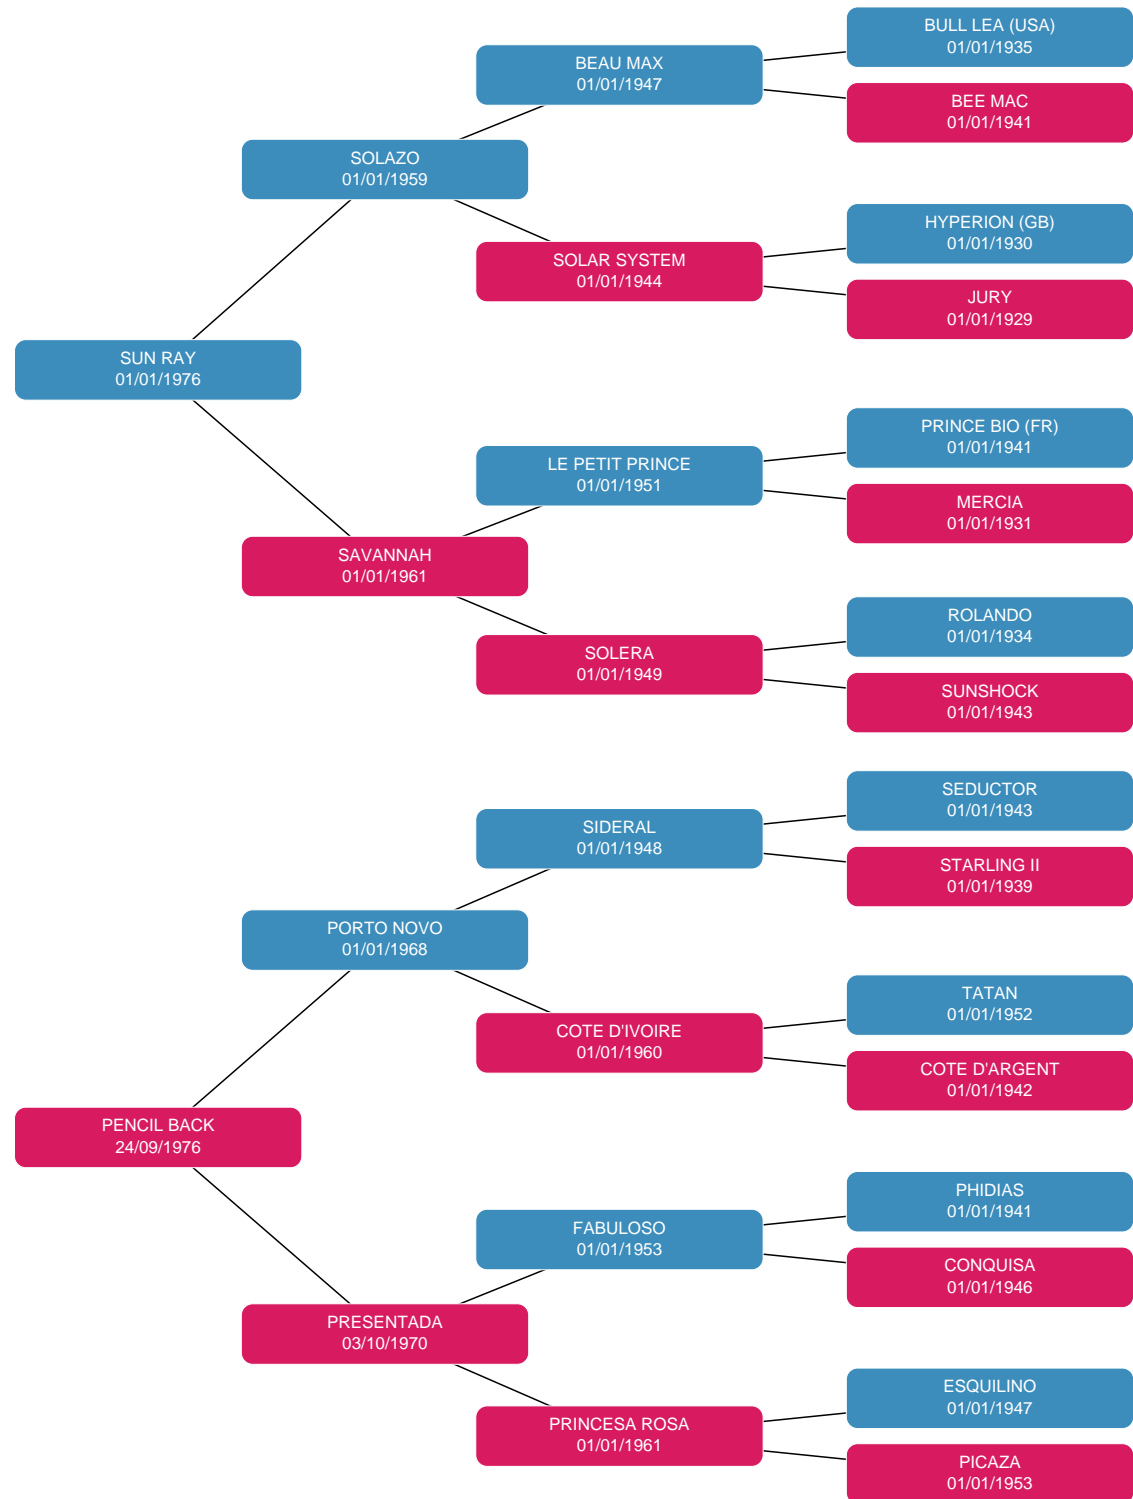 BULL LEA (USA)
01/01/1935
BEAU MAX
01/01/1947
BEE MAC
01/01/1941
SOLAZO
01/01/1959
HYPERION (GB)
01/01/1930
SOLAR SYSTEM
01/01/1944
JURY
01/01/1929
SUN RAY
01/01/1976
PRINCE BIO (FR)
01/01/1941
LE PETIT PRINCE
01/01/1951
MERCIA
01/01/1931
SAVANNAH
01/01/1961
ROLANDO
01/01/1934
SOLERA
01/01/1949
SUNSHOCK
01/01/1943
SEDUCTOR
01/01/1943
SIDERAL
01/01/1948
STARLING II
01/01/1939
PORTO NOVO
01/01/1968
TATAN
01/01/1952
COTE D'IVOIRE
01/01/1960
COTE D'ARGENT
01/01/1942
PENCIL BACK
24/09/1976
PHIDIAS
01/01/1941
FABULOSO
01/01/1953
CONQUISA
01/01/1946
PRESENTADA
03/10/1970
ESQUILINO
01/01/1947
PRINCESA ROSA
01/01/1961
PICAZA
01/01/1953